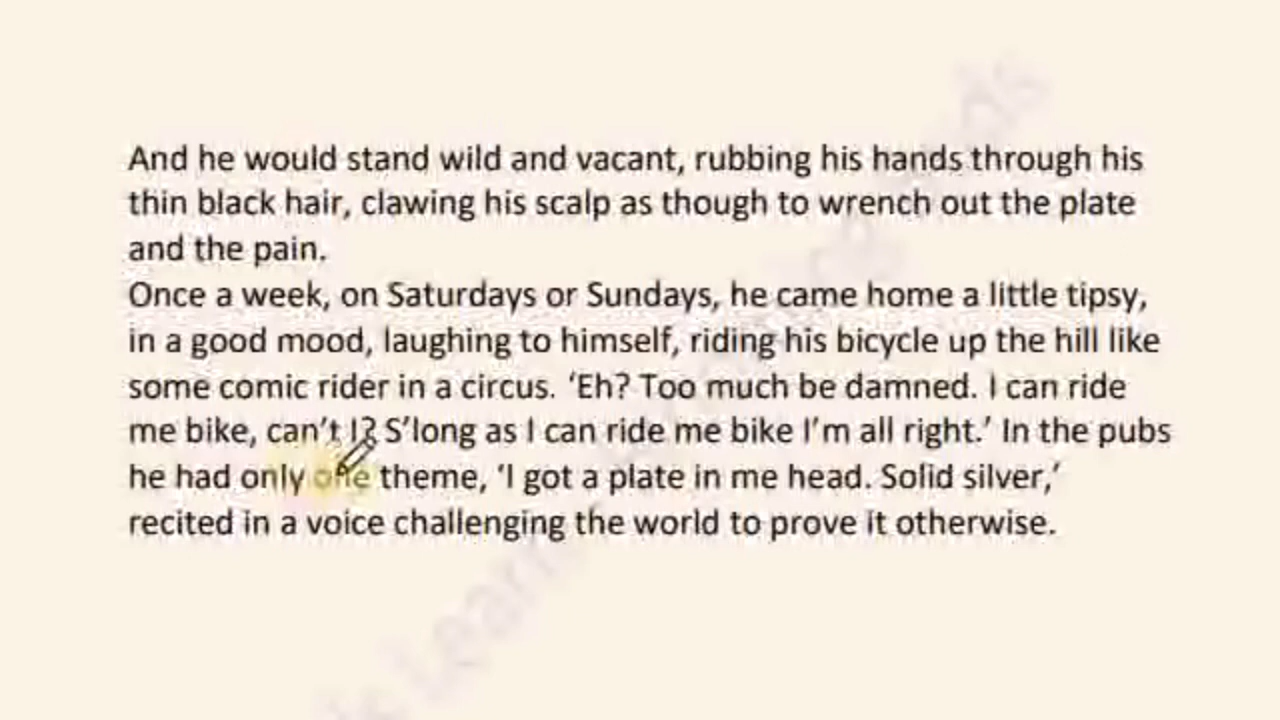 And he would stand wild and vacant, rubbing his hands through his
thin black hair, clawing his scalp as though to wrench out the plate
and the pain.
Once a week, on Saturdays or Sundays, he came home a little tipsy,
in a good mood, laughing to himself, riding his bicycle up the hill like
some comic rider in a circus. ‘Eh? Too much be damned. I can ride
me bike, can’t I? S’long as I can ride me bike I’m all right.’ In the pubs
he had only one theme, ‘I got a plate in me head. Solid silver,’
recited in a voice challenging the world to prove it otherwise.